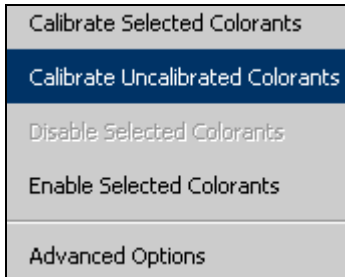 Calibrate Selected Colorants
Calibrate Uncalibrated Colorants
Disable Selected Colorants
Enable Selected Colorants
Advanced Options